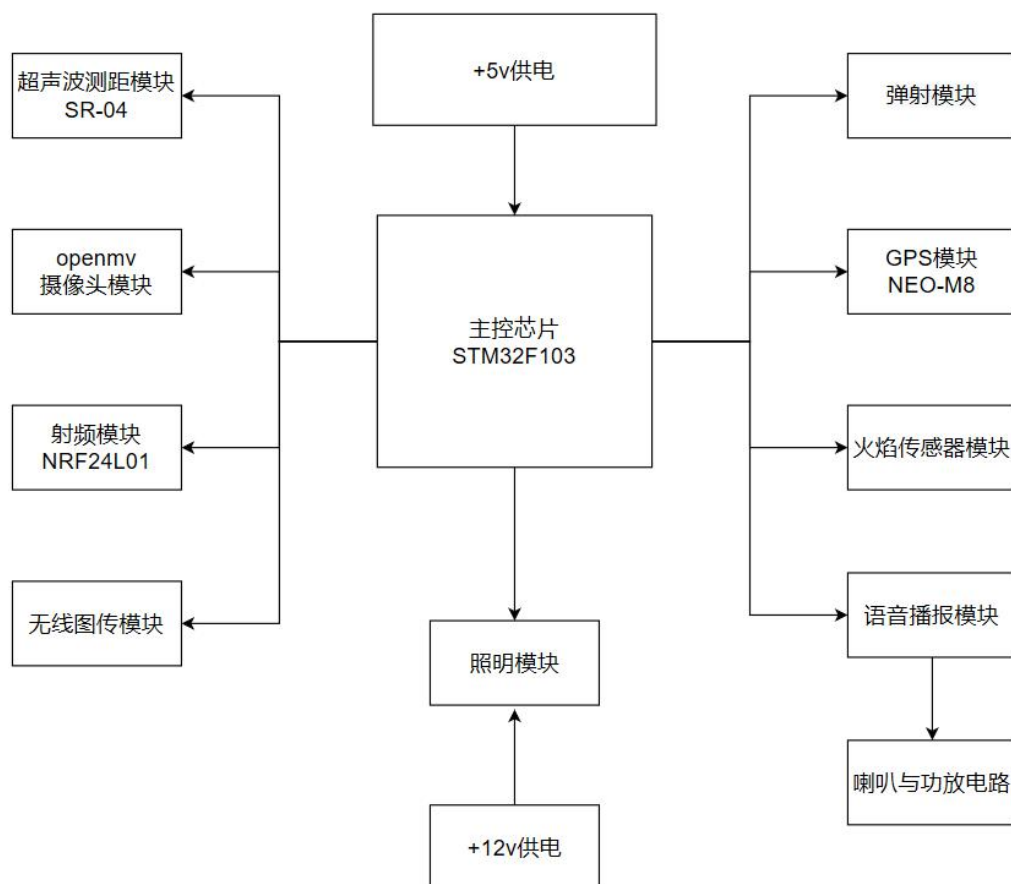 +5v供电
超声波测距模块
SR-04
弹射模块
openmv
摄像头模块
GPS模块
NEO-M8
主控芯片
STM32F103
射频模块
NRF24L01
火焰传感器模块
无线图传模块
语音播报模块
照明模块
喇叭与功放电路
+12v供电